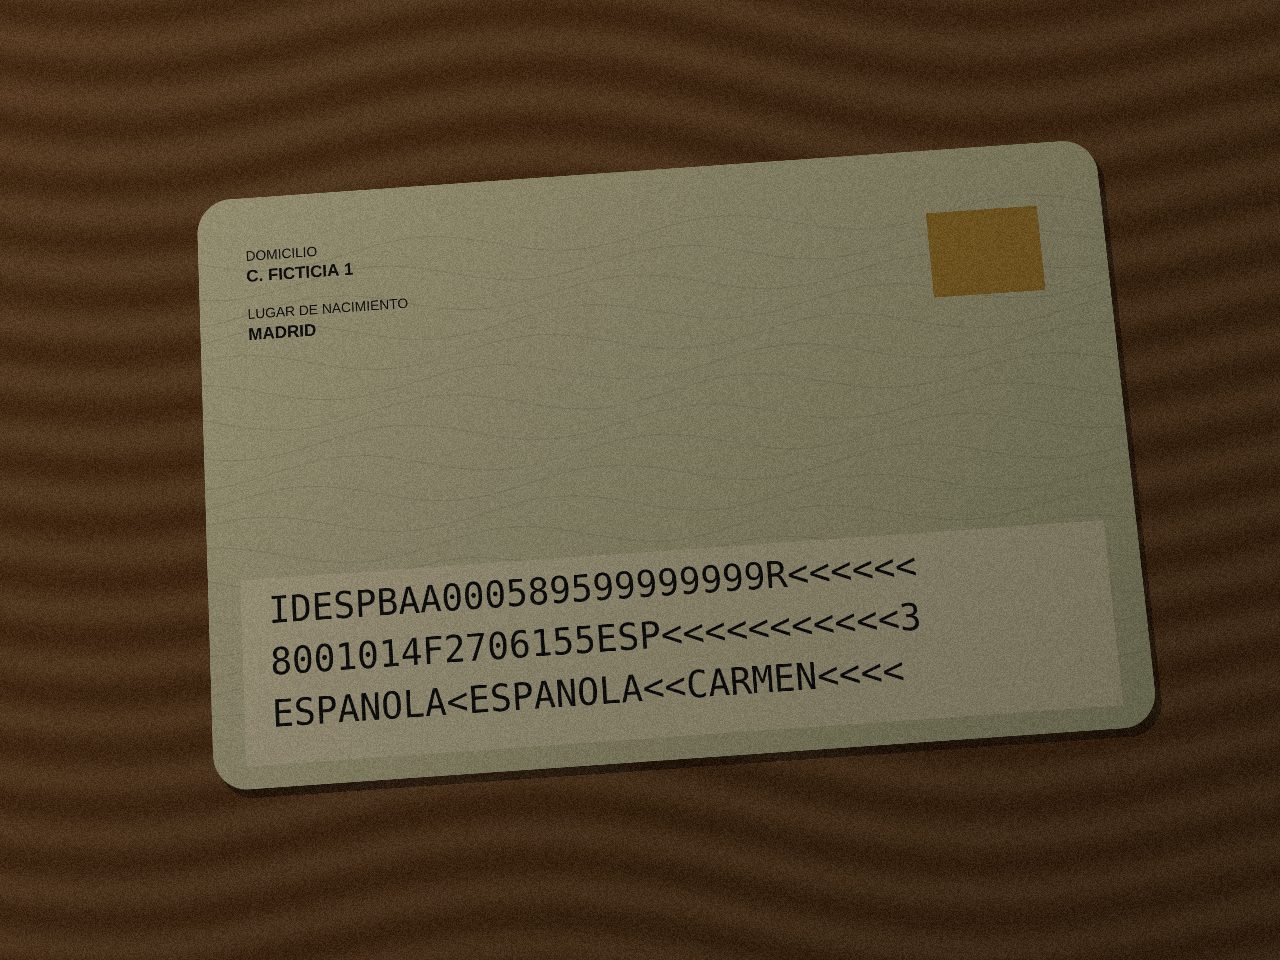 DOMICILIO
C. FICTICIA 1
LUGAR DE NACIMIENTO
MADRID
IDESPBAA000589599999999R<<<<<<
8001014F2706155ESP<<<<<<<<<<<3
ESPANOLA<ESPANOLA<<CARMEN<<<<